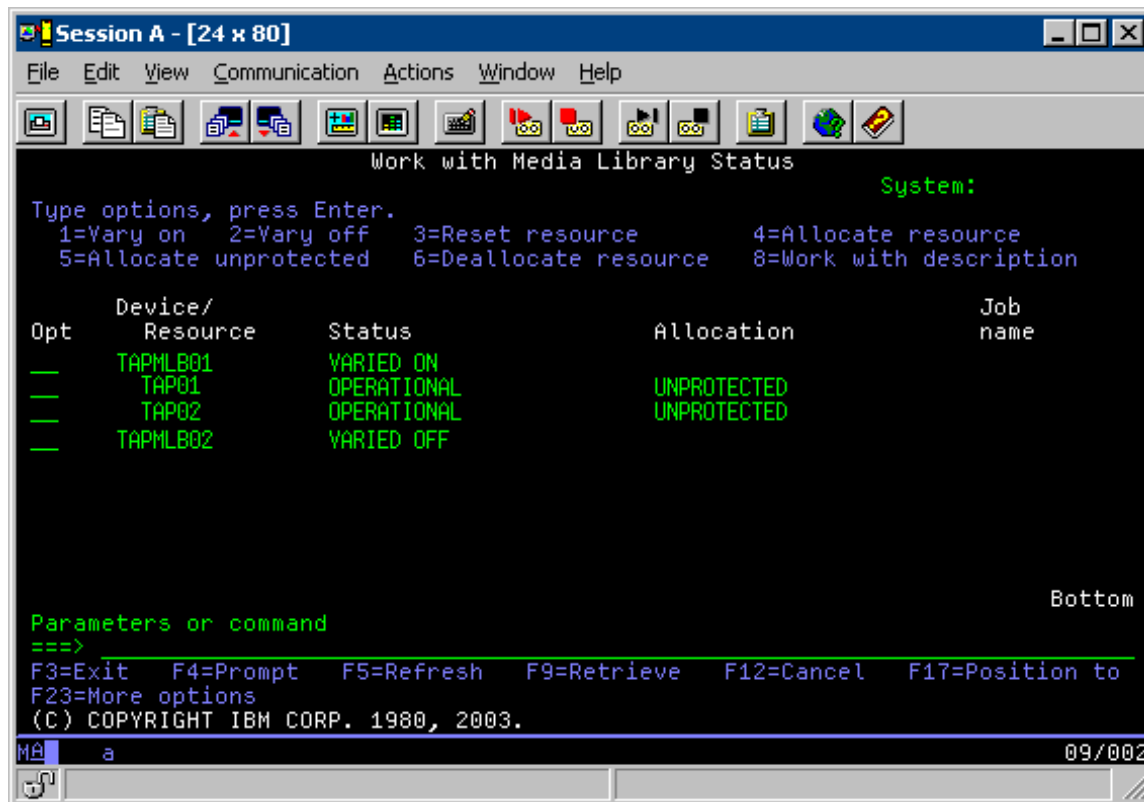 Session A - [24 x 80]
File Edit View Communication Actions Window Help
Work with Media Library Status
System:
Type options, press Enter.
1=Vary on 2=Vary off 3=Reset resource 4=Allocate resource
5=Allocate unprotected 6=Deallocate resource 8=Work with description
Device/ Job
Opt Resource Status Allocation name
TAPMLB01 VARIED ON
TAP01 OPERATIONAL UNPROTECTED
TAP02 OPERATIONAL UNPROTECTED
TAPMLB02 VARIED OFF
Bottom
Parameters or command
===>
F3=Exit F4=Prompt F5=Refresh F9=Retrieve F12=Cancel F17=Position to
F23=More options
(C) COPYRIGHT IBM CORP. 1980, 2003.
MA a 09/002